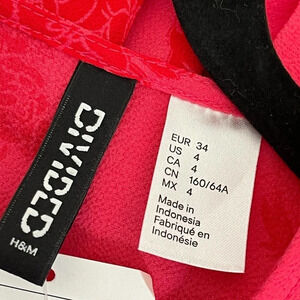 DIVIDED
H&M
EUR 34
US 4
CA 4
CN 160/64A
MX 4
Made in
Indonesia
Fabriqué en
Indonésie